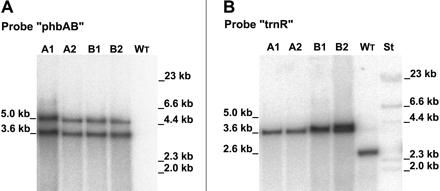 A
Probe "phbAB"
A1 A2 B1 B2 WT
23 kb
6.6 kb
5.0 kb
4.4 kb
3.6 kb
2.3 kb
2.0 kb
B
Probe "trnR"
A1 A2 B1 B2 WT St
23 kb
6.6 kb
5.0 kb
4.4 kb
3.6 kb
2.6 kb
2.3 kb
2.0 kb